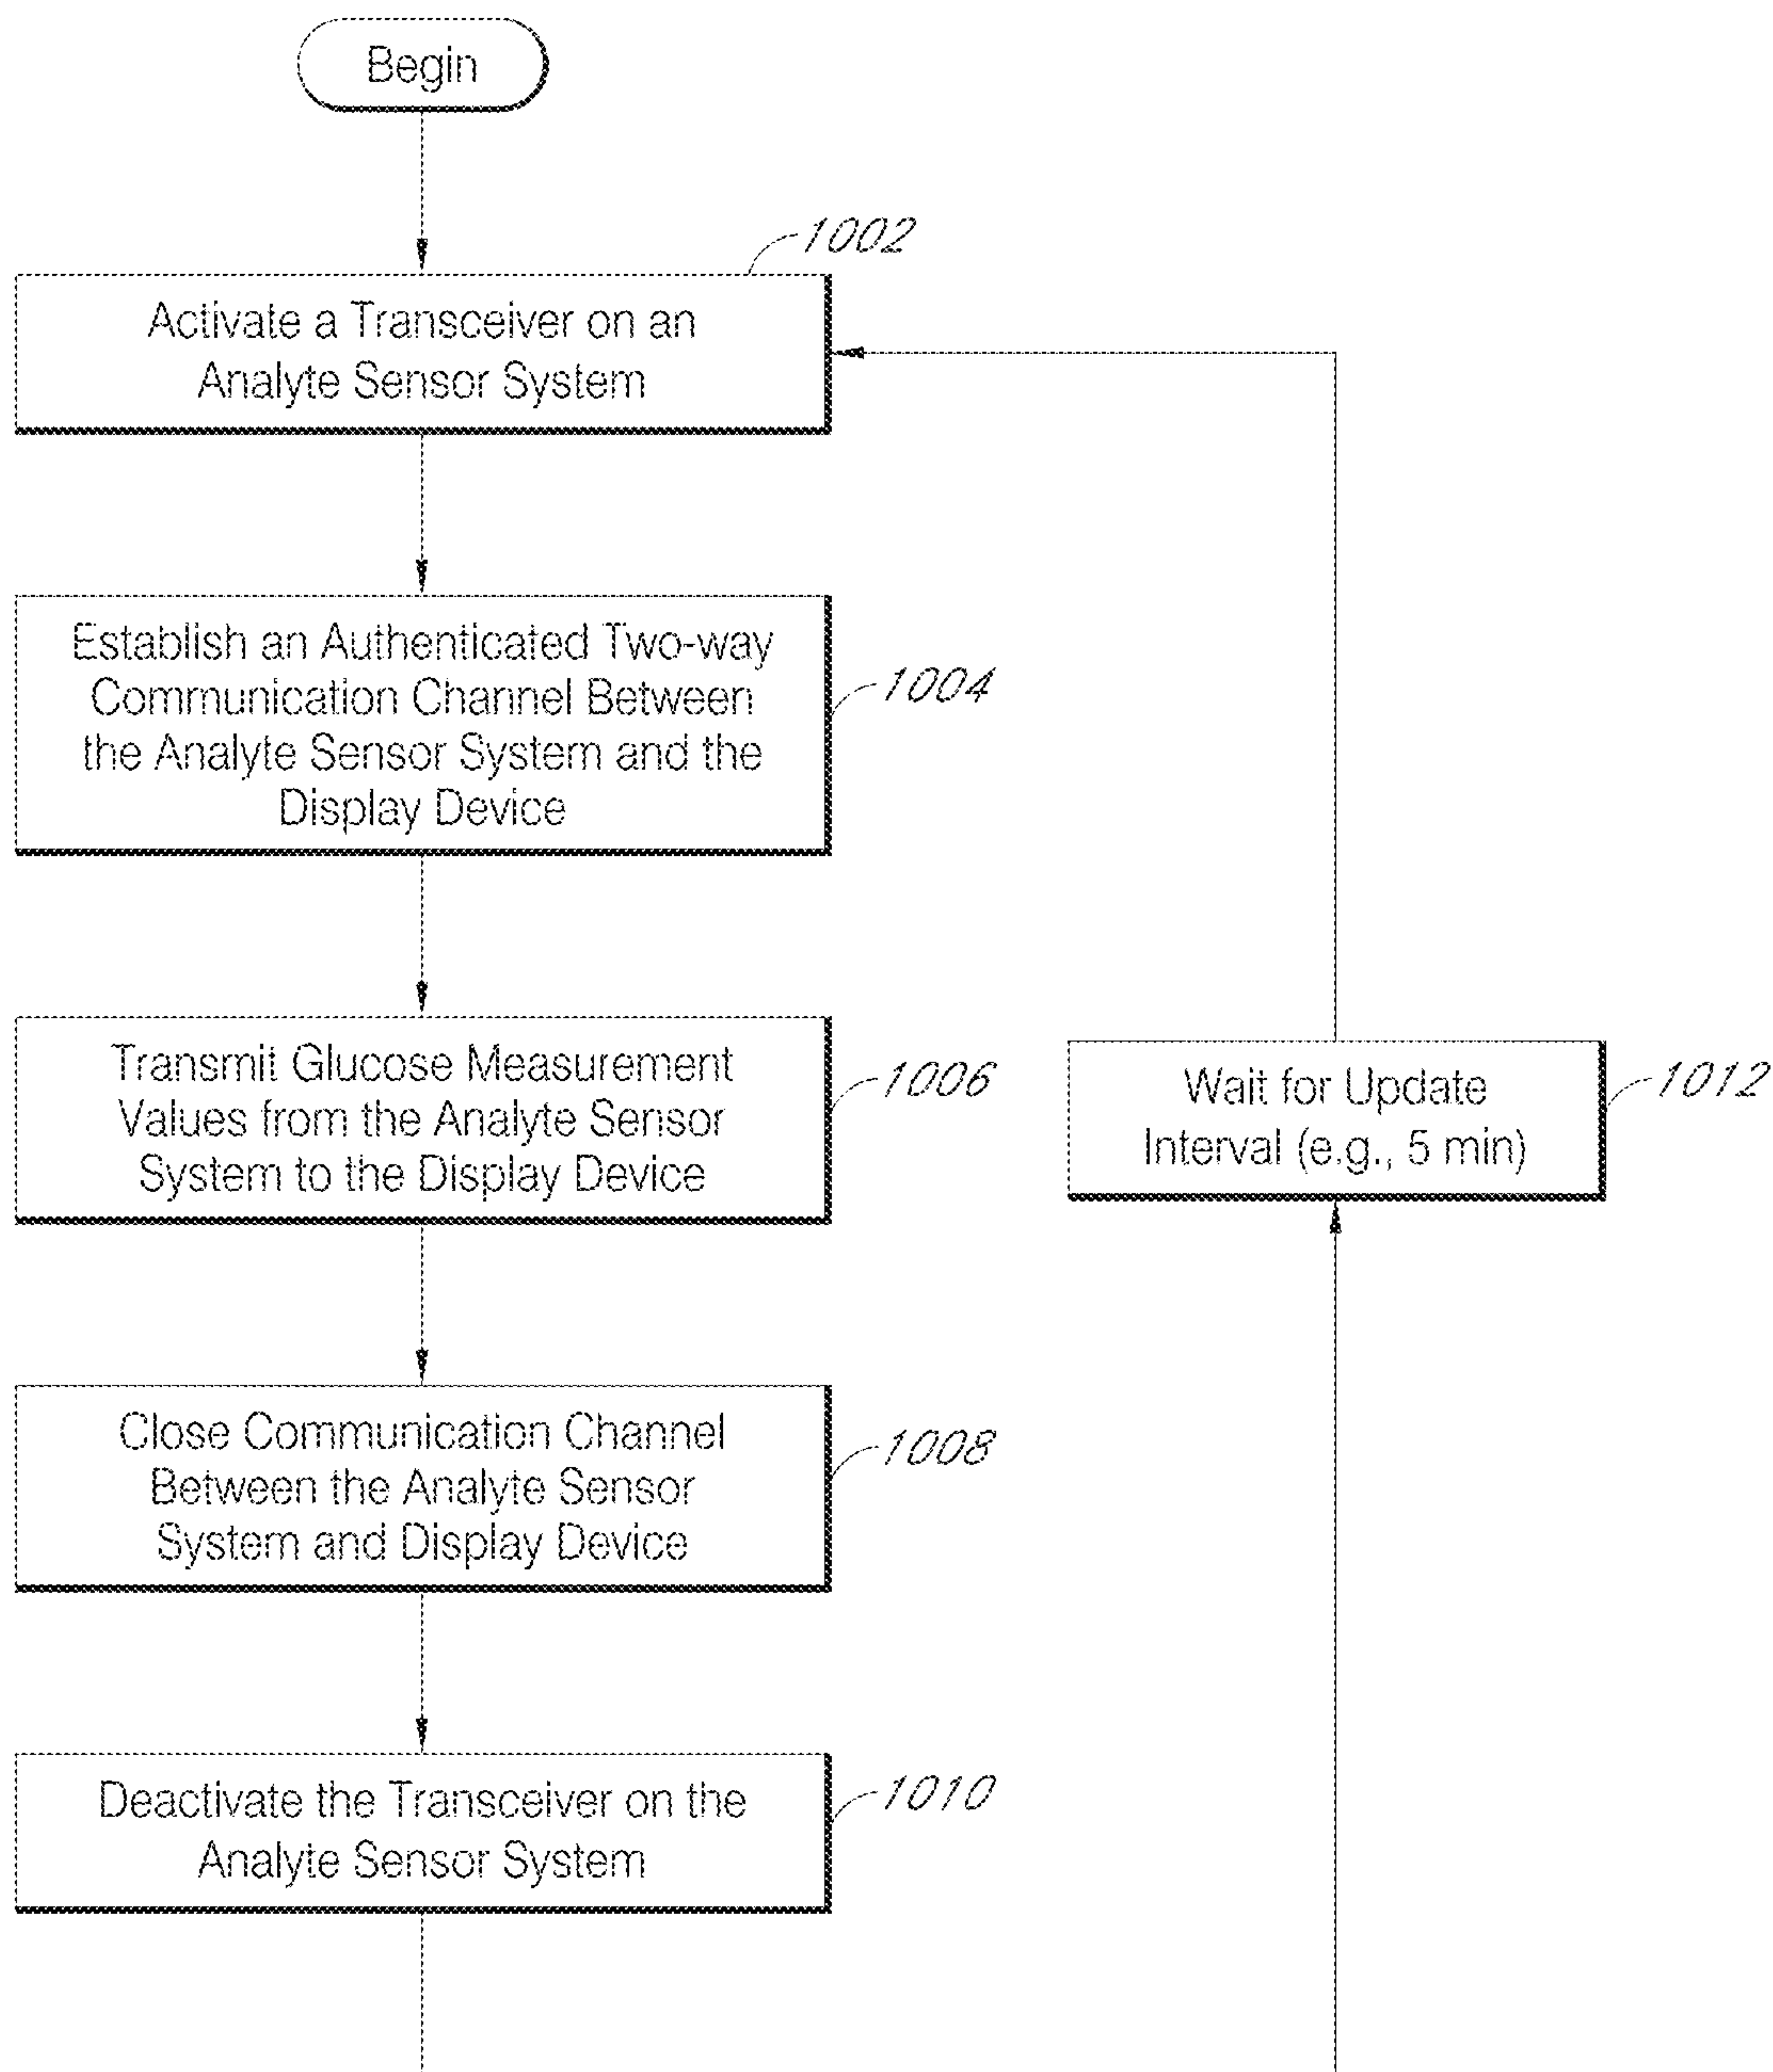 Begin
1002
Activate a Transceiver on an
Analyte Sensor System
Establish an Authenticated Two-way
Communication Channel Between
the Analyte Sensor System and the
Display Device
1004
Transmit Glucose Measurement
Values from the Analyte Sensor
System to the Display Device
1006
Wait for Update
Interval (e.g., 5 min)
1012
Close Communication Channel
Between the Analyte Sensor
System and Display Device
1008
Deactivate the Transceiver on the
Analyte Sensor System
1010